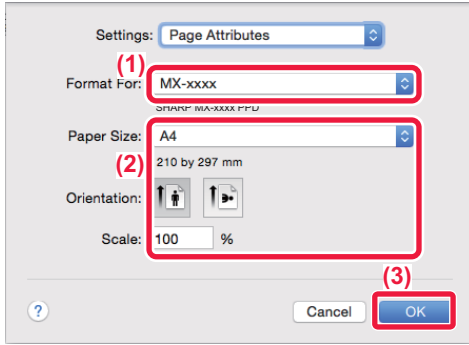 Settings: Page Attributes
(1)
Format For: MX-xxxx
SHARP MX-xxxx PPD
Paper Size: A4
(2) 210 by 297 mm
Orientation:
Scale: 100 %
(3)
? Cancel OK